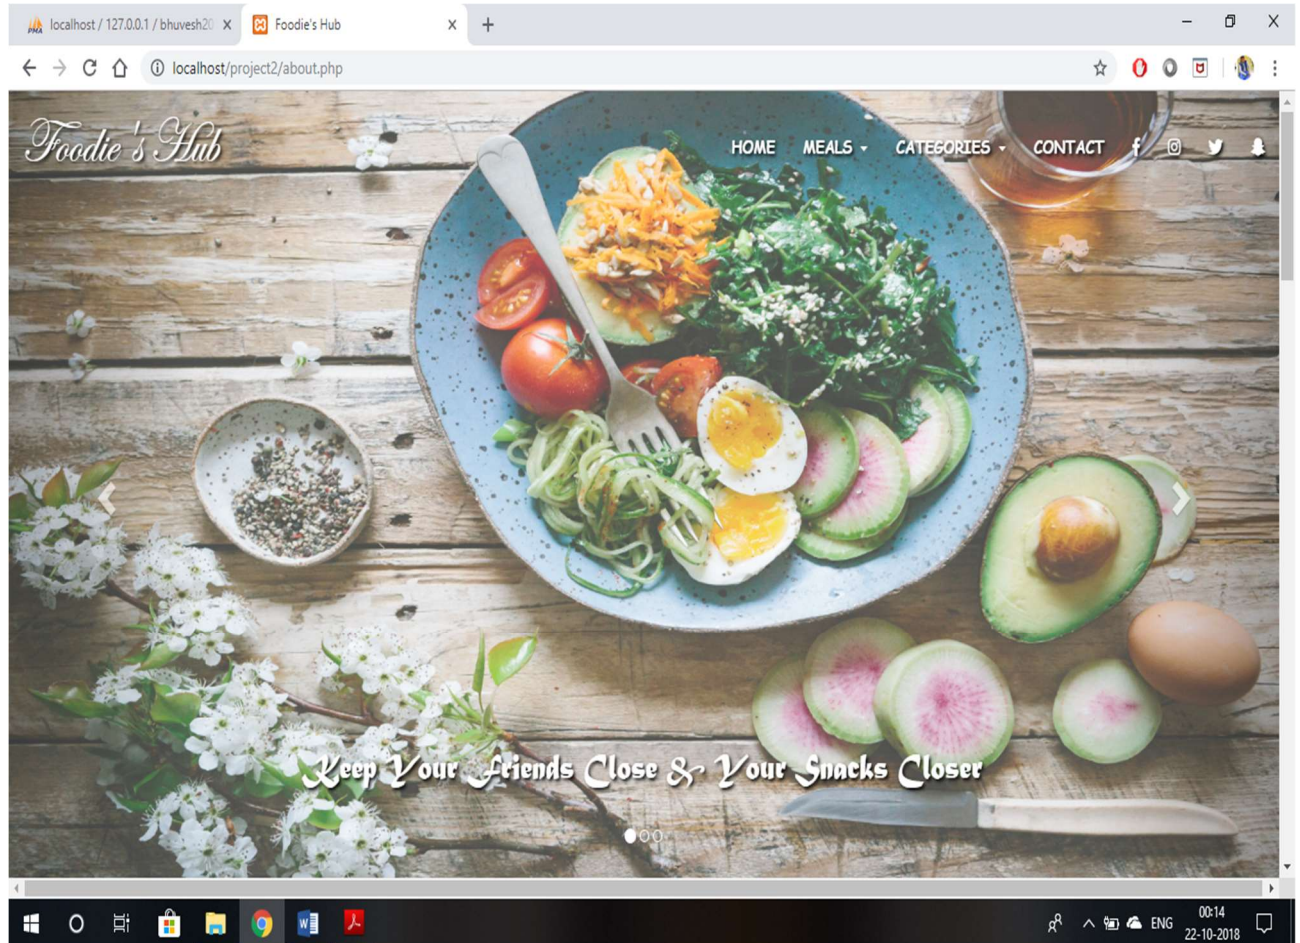 localhost / 127.0.0.1 / bhuvesh20
Foodie's Hub
localhost/project2/about.php
Foodie's Hub
HOME MEALS CATEGORIES CONTACT
Keep Your Friends Close & Your Snacks Closer
ENG
00:14
22-10-2018